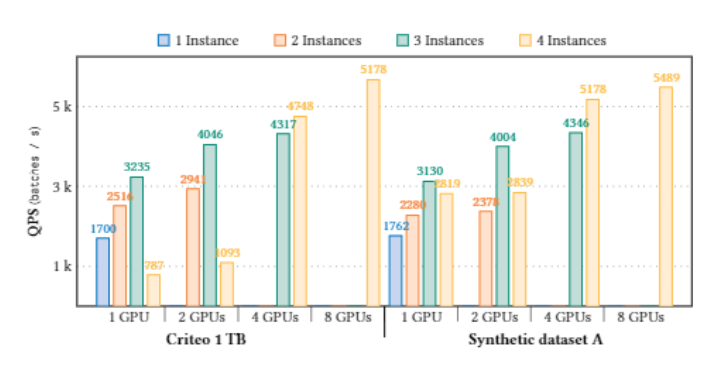 1 Instance 2 Instances 3 Instances 4 Instances
QPS (batches / s)
5 k
3 k
1 k
1700 2516 3235 787
2941 4046 1093
4317 4748
5178
1762 2280 3130 2819
2378 4004 2839
4346 5178
5489
1 GPU 2 GPUs 4 GPUs 8 GPUs 1 GPU 2 GPUs 4 GPUs 8 GPUs
Criteo 1 TB Synthetic dataset A